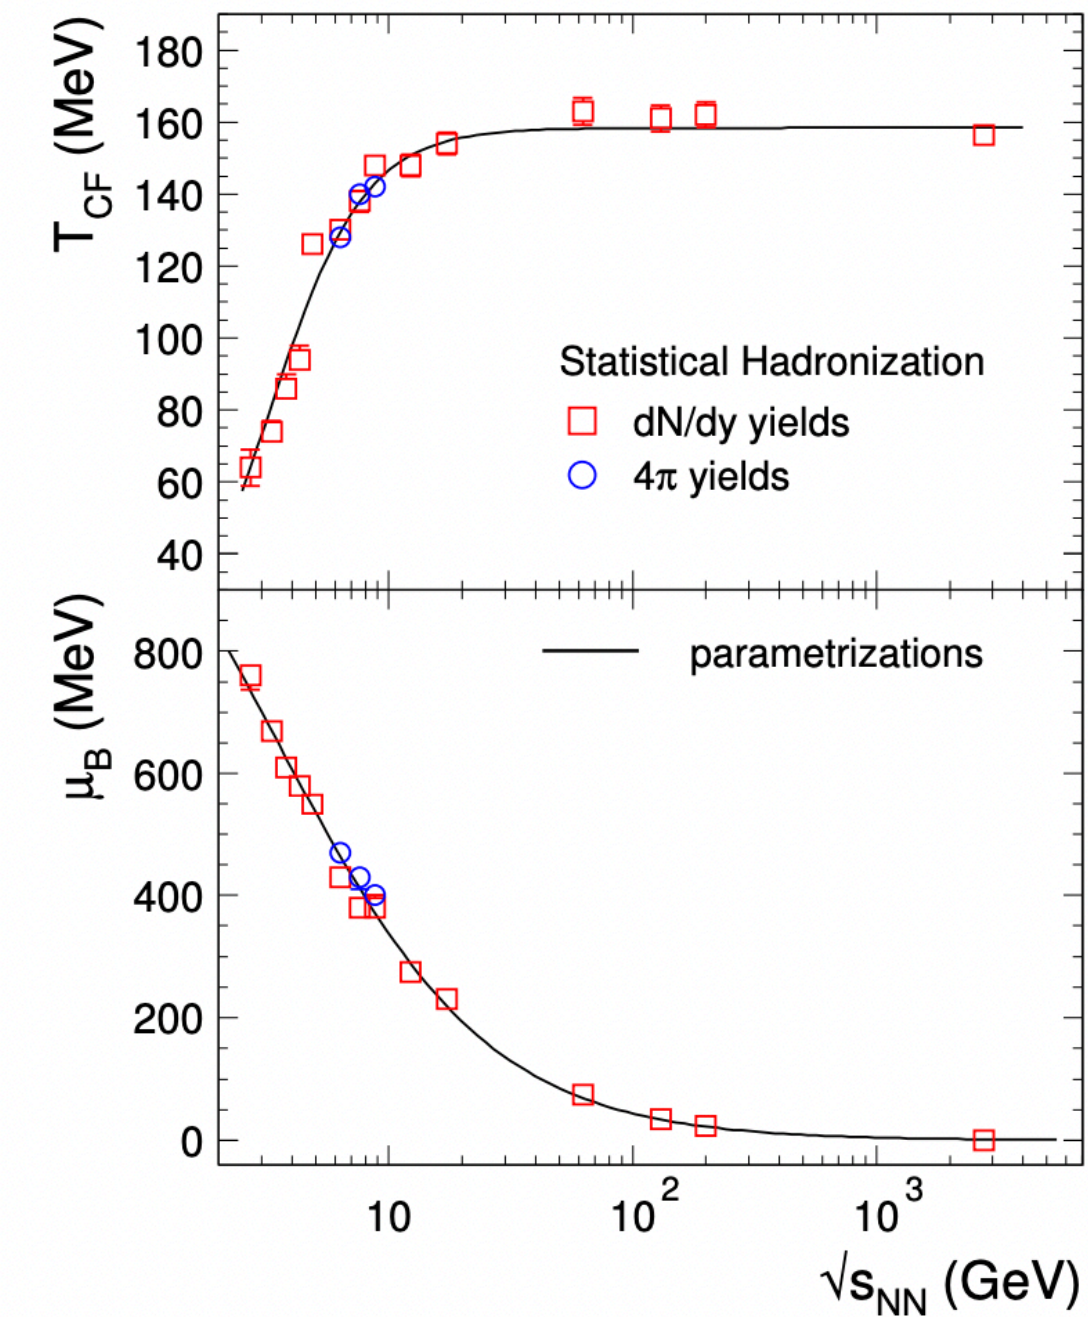 T_CF (MeV)
180
160
140
120
100
80
60
40
Statistical Hadronization
dN/dy yields
4π yields
μ_B (MeV)
800
600
400
200
0
parametrizations
10 10^2 10^3
√s_NN (GeV)